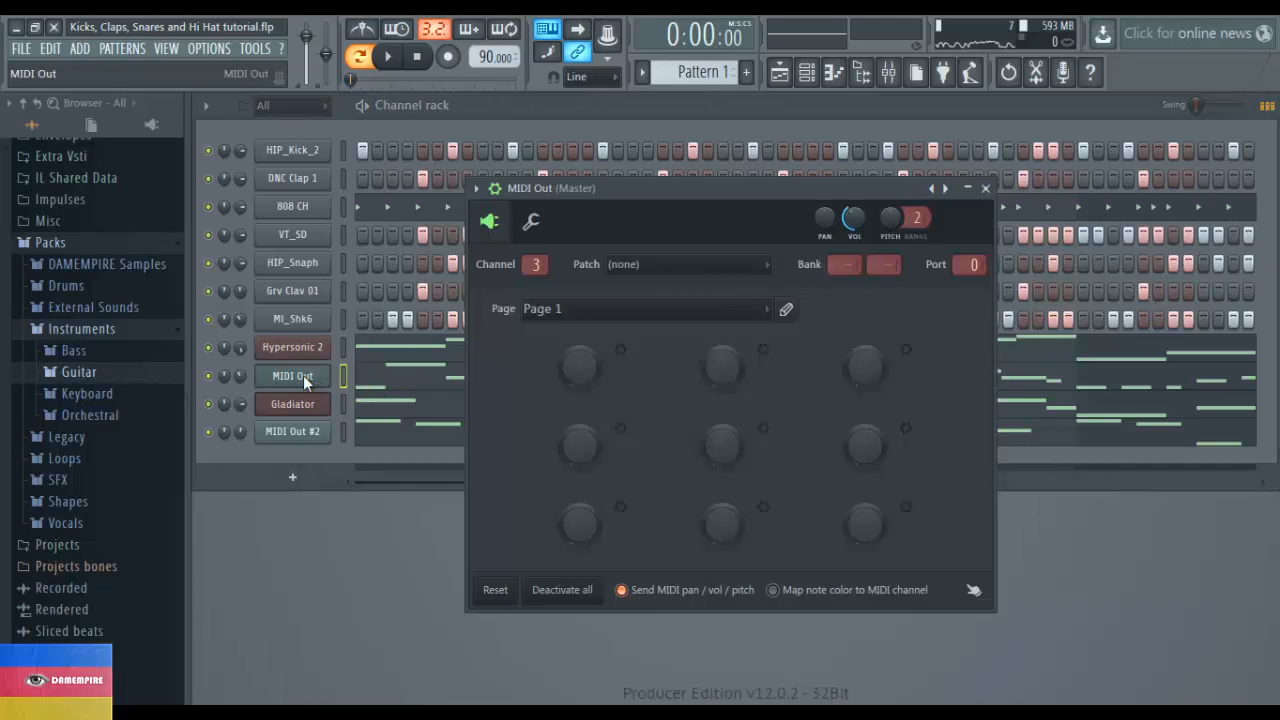 Kicks, Claps, Snares and Hi Hat tutorial.flp
FILE EDIT ADD PATTERNS VIEW OPTIONS TOOLS ?
MIDI Out MIDI Out
3.2.
90.000
Line
0:00:00
M:S:CS
Pattern 1
7 593 MB
0
Click for online news
Browser - All
All
Channel rack
Swing
Extra Vsti
IL Shared Data
Impulses
Misc
Packs
DAMEMPIRE Samples
Drums
External Sounds
Instruments
Bass
Guitar
Keyboard
Orchestral
Legacy
Loops
SFX
Shapes
Vocals
Projects
Projects bones
Recorded
Rendered
Sliced beats
DAMEMPIRE
HIP_Kick_2
DNC Clap 1
808 CH
VT_SD
HIP_Snaph
Grv Clav 01
MI_Shk6
Hypersonic 2
MIDI Out
Gladiator
MIDI Out #2
+
MIDI Out (Master)
2
PAN VOL PITCH RANGE
Channel 3 Patch (none) Bank -- -- Port 0
Page Page 1
Reset Deactivate all Send MIDI pan / vol / pitch Map note color to MIDI channel
Producer Edition v12.0.2 - 32Bit